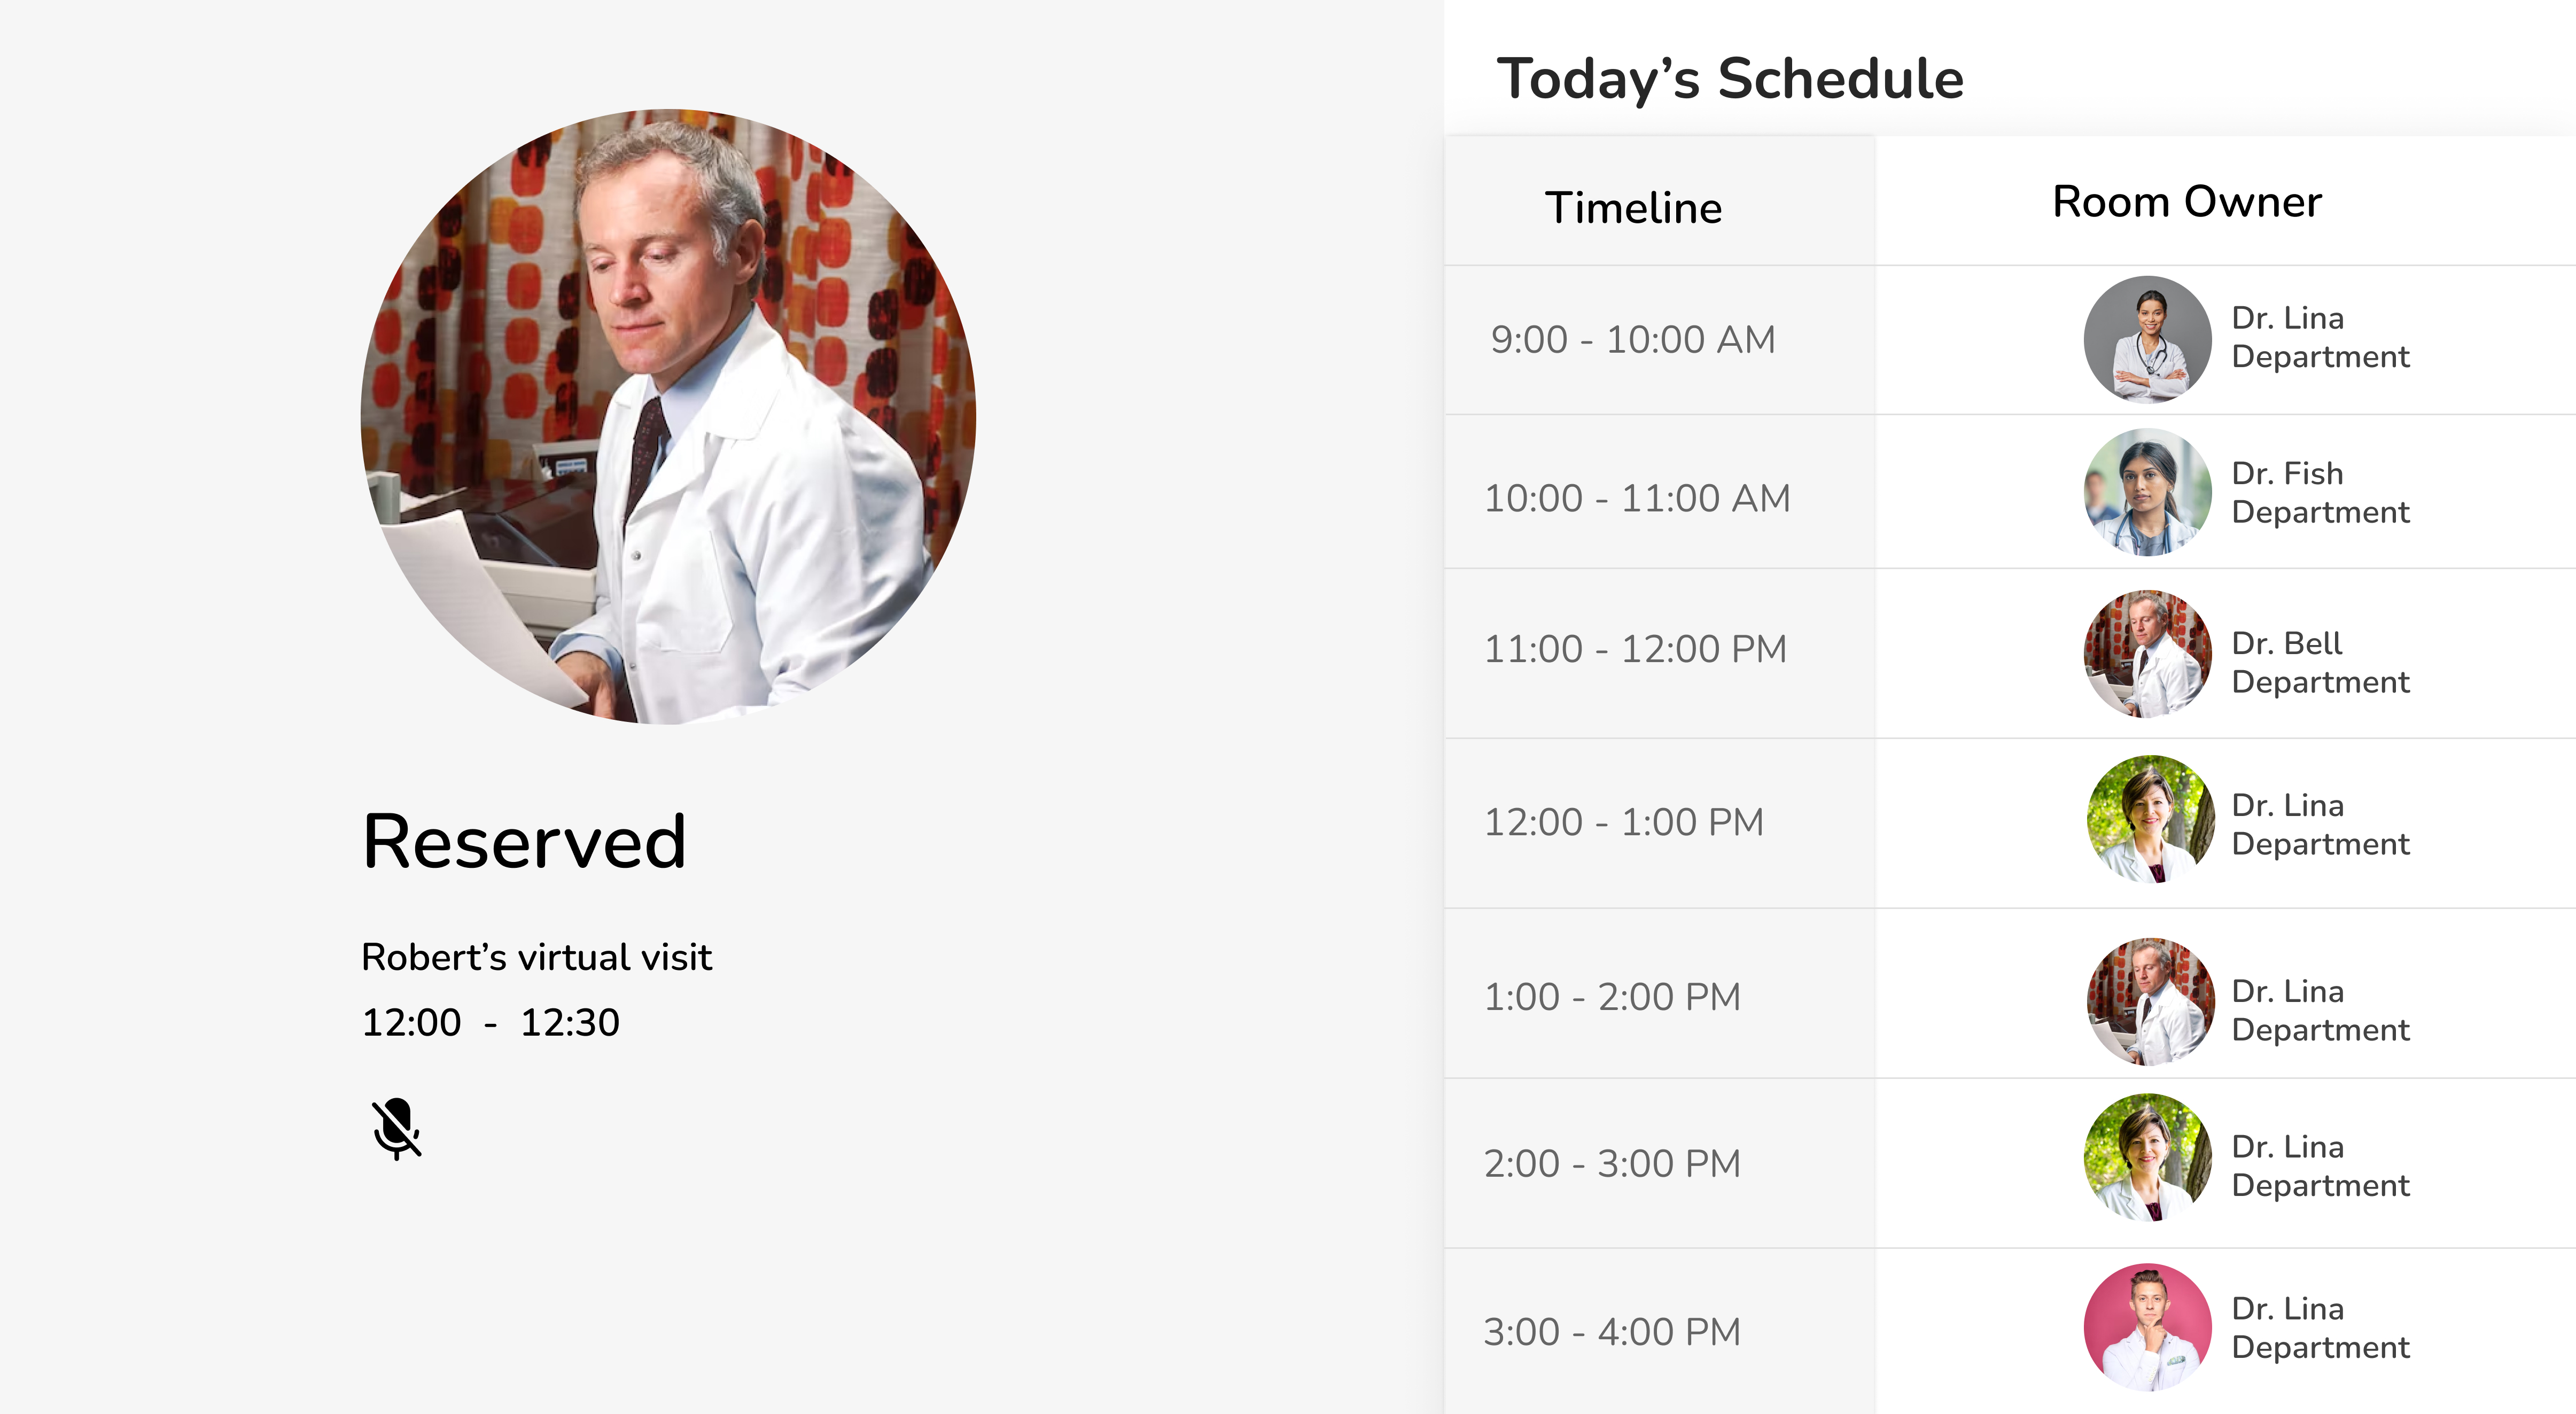 Reserved
Robert’s virtual visit
12:00 - 12:30
Today’s Schedule
Timeline
Room Owner
9:00 - 10:00 AM
Dr. Lina
Department
10:00 - 11:00 AM
Dr. Fish
Department
11:00 - 12:00 PM
Dr. Bell
Department
12:00 - 1:00 PM
Dr. Lina
Department
1:00 - 2:00 PM
Dr. Lina
Department
2:00 - 3:00 PM
Dr. Lina
Department
3:00 - 4:00 PM
Dr. Lina
Department